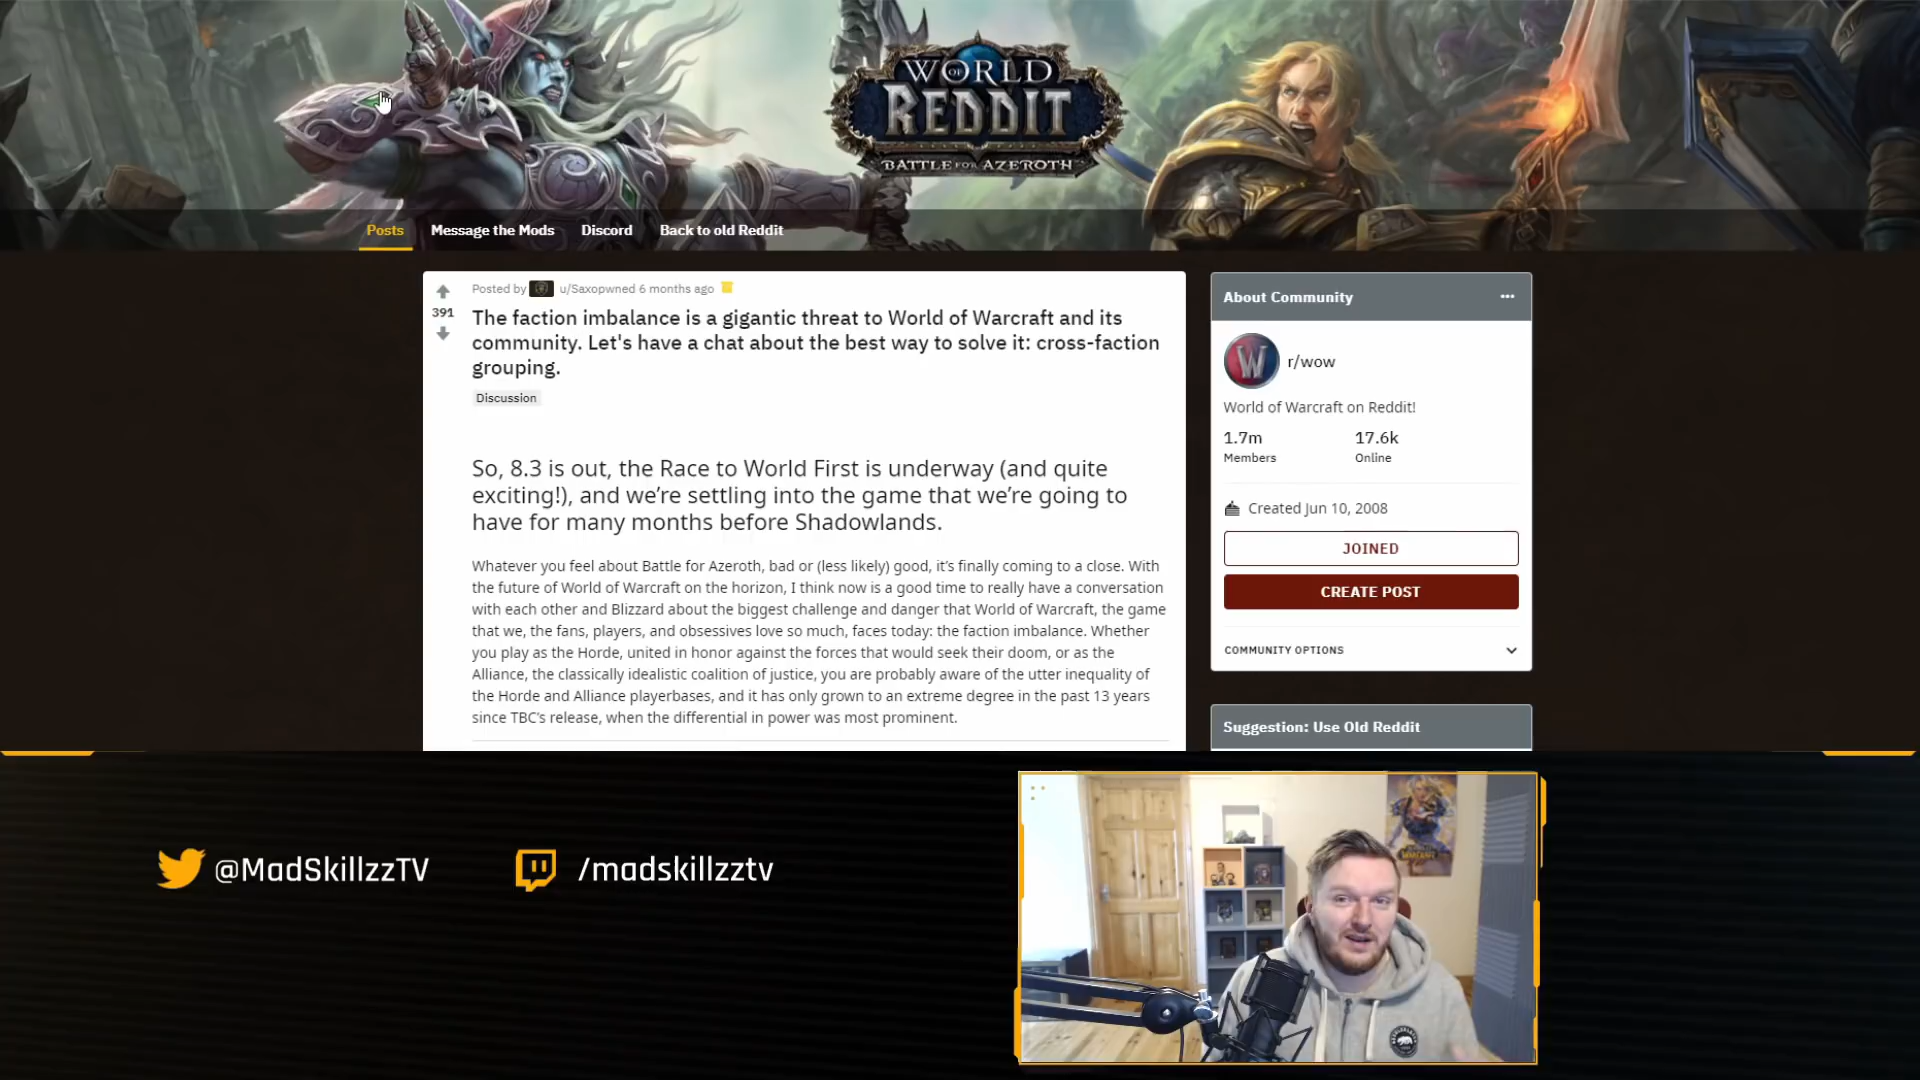 WORLD
OF
REDDIT
BATTLE FOR AZEROTH
Posts
Message the Mods
Discord
Back to old Reddit
391
Posted by u/Saxopwned 6 months ago
The faction imbalance is a gigantic threat to World of Warcraft and its
community. Let's have a chat about the best way to solve it: cross-faction
grouping.
Discussion
So, 8.3 is out, the Race to World First is underway (and quite
exciting!), and we’re settling into the game that we’re going to
have for many months before Shadowlands.
Whatever you feel about Battle for Azeroth, bad or (less likely) good, it’s finally coming to a close. With
the future of World of Warcraft on the horizon, I think now is a good time to really have a conversation
with each other and Blizzard about the biggest challenge and danger that World of Warcraft, the game
that we, the fans, players, and obsessives love so much, faces today: the faction imbalance. Whether
you play as the Horde, united in honor against the forces that would seek their doom, or as the
Alliance, the classically idealistic coalition of justice, you are probably aware of the utter inequality of
the Horde and Alliance playerbases, and it has only grown to an extreme degree in the past 13 years
since TBC’s release, when the differential in power was most prominent.
About Community
W
r/wow
World of Warcraft on Reddit!
1.7m
17.6k
Members
Online
Created Jun 10, 2008
JOINED
CREATE POST
COMMUNITY OPTIONS
Suggestion: Use Old Reddit
@MadSkillzzTV
/madskillzztv
WARCRAFT